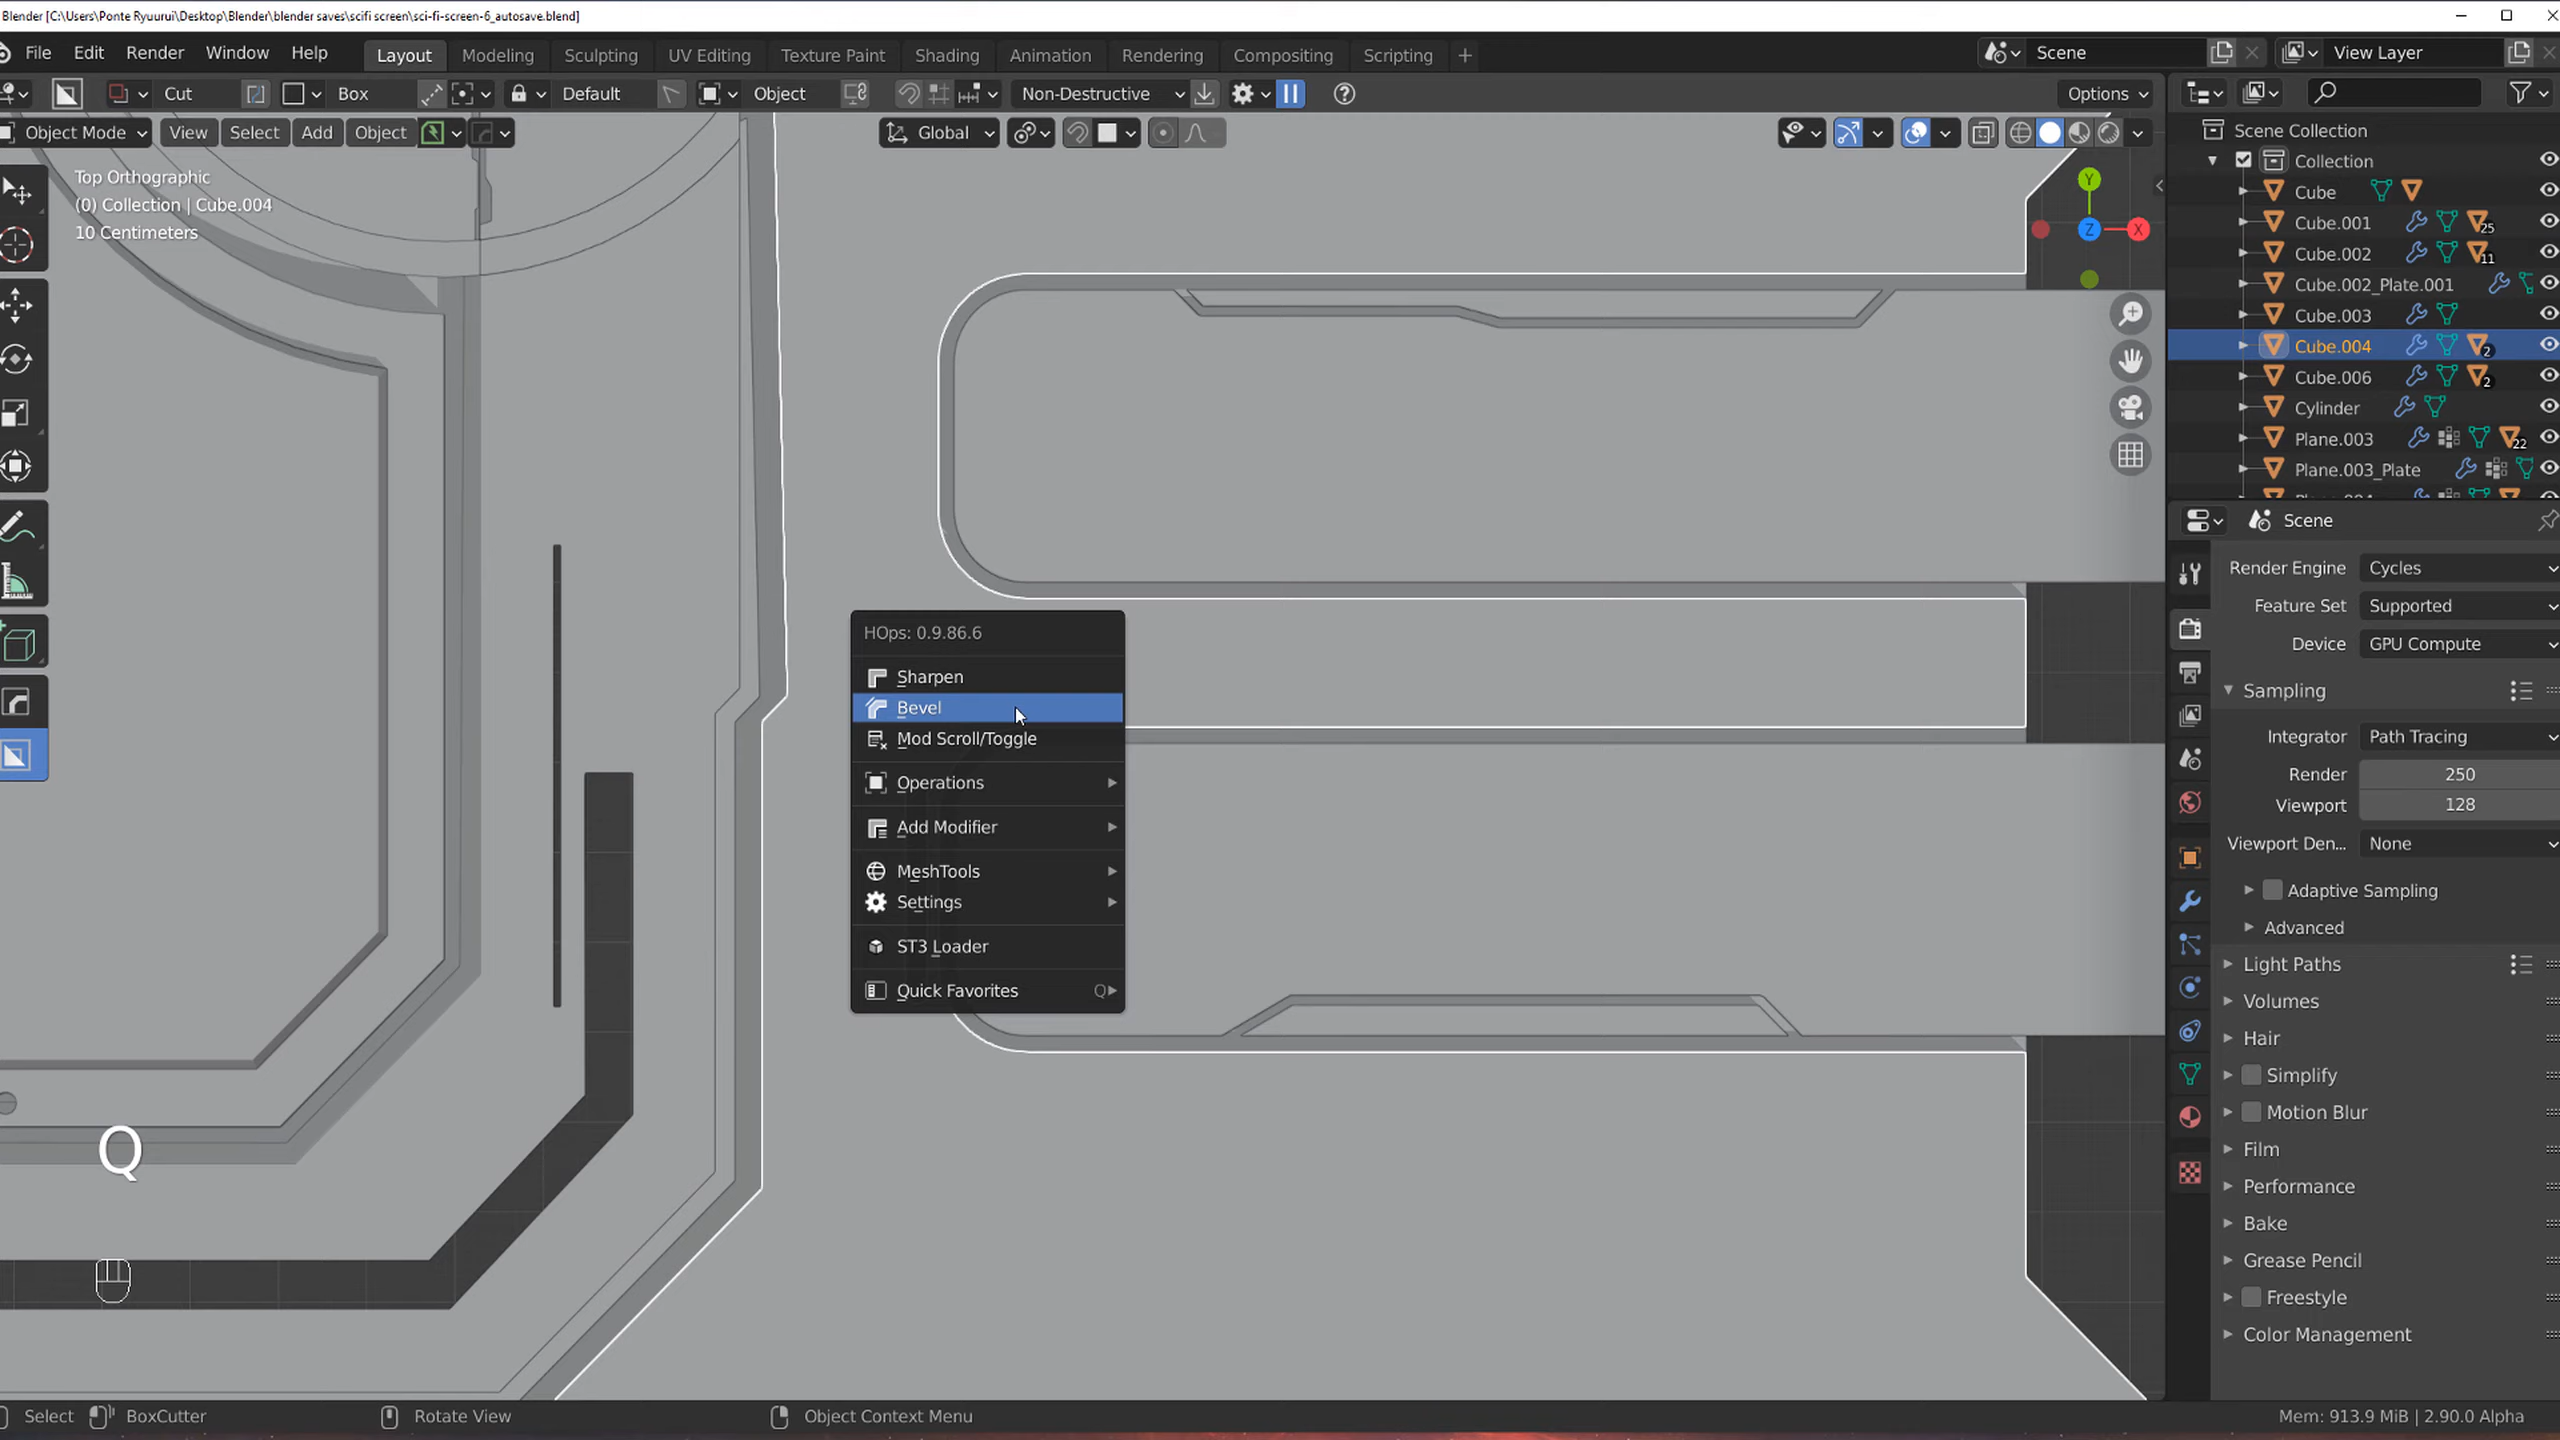 Blender [C:\Users\Ponte Ryuurui\Desktop\Blender\blender saves\scifi screen\sci-fi-screen-6_autosave.blend]
File Edit Render Window Help Layout Modeling Sculpting UV Editing Texture Paint Shading Animation Rendering Compositing Scripting + Scene View Layer
Cut Box Default Object Non-Destructive Options
Object Mode View Select Add Object Global
Top Orthographic
(0) Collection | Cube.004
10 Centimeters
Y
Z
X
Scene Collection
Collection
Cube
Cube.001 25
Cube.002 11
Cube.002_Plate.001
Cube.003
Cube.004 2
Cube.006 2
Cylinder
Plane.003 22
Plane.003_Plate
Scene
Render Engine Cycles
Feature Set Supported
Device GPU Compute
Sampling
Integrator Path Tracing
Render 250
Viewport 128
Viewport Den... None
Adaptive Sampling
Advanced
Light Paths
Volumes
Hair
Simplify
Motion Blur
Film
Performance
Bake
Grease Pencil
Freestyle
Color Management
HOps: 0.9.86.6
Sharpen
Bevel
Mod Scroll/Toggle
Operations
Add Modifier
MeshTools
Settings
ST3 Loader
Quick Favorites Q
Q
Select BoxCutter Rotate View Object Context Menu Mem: 913.9 MiB | 2.90.0 Alpha